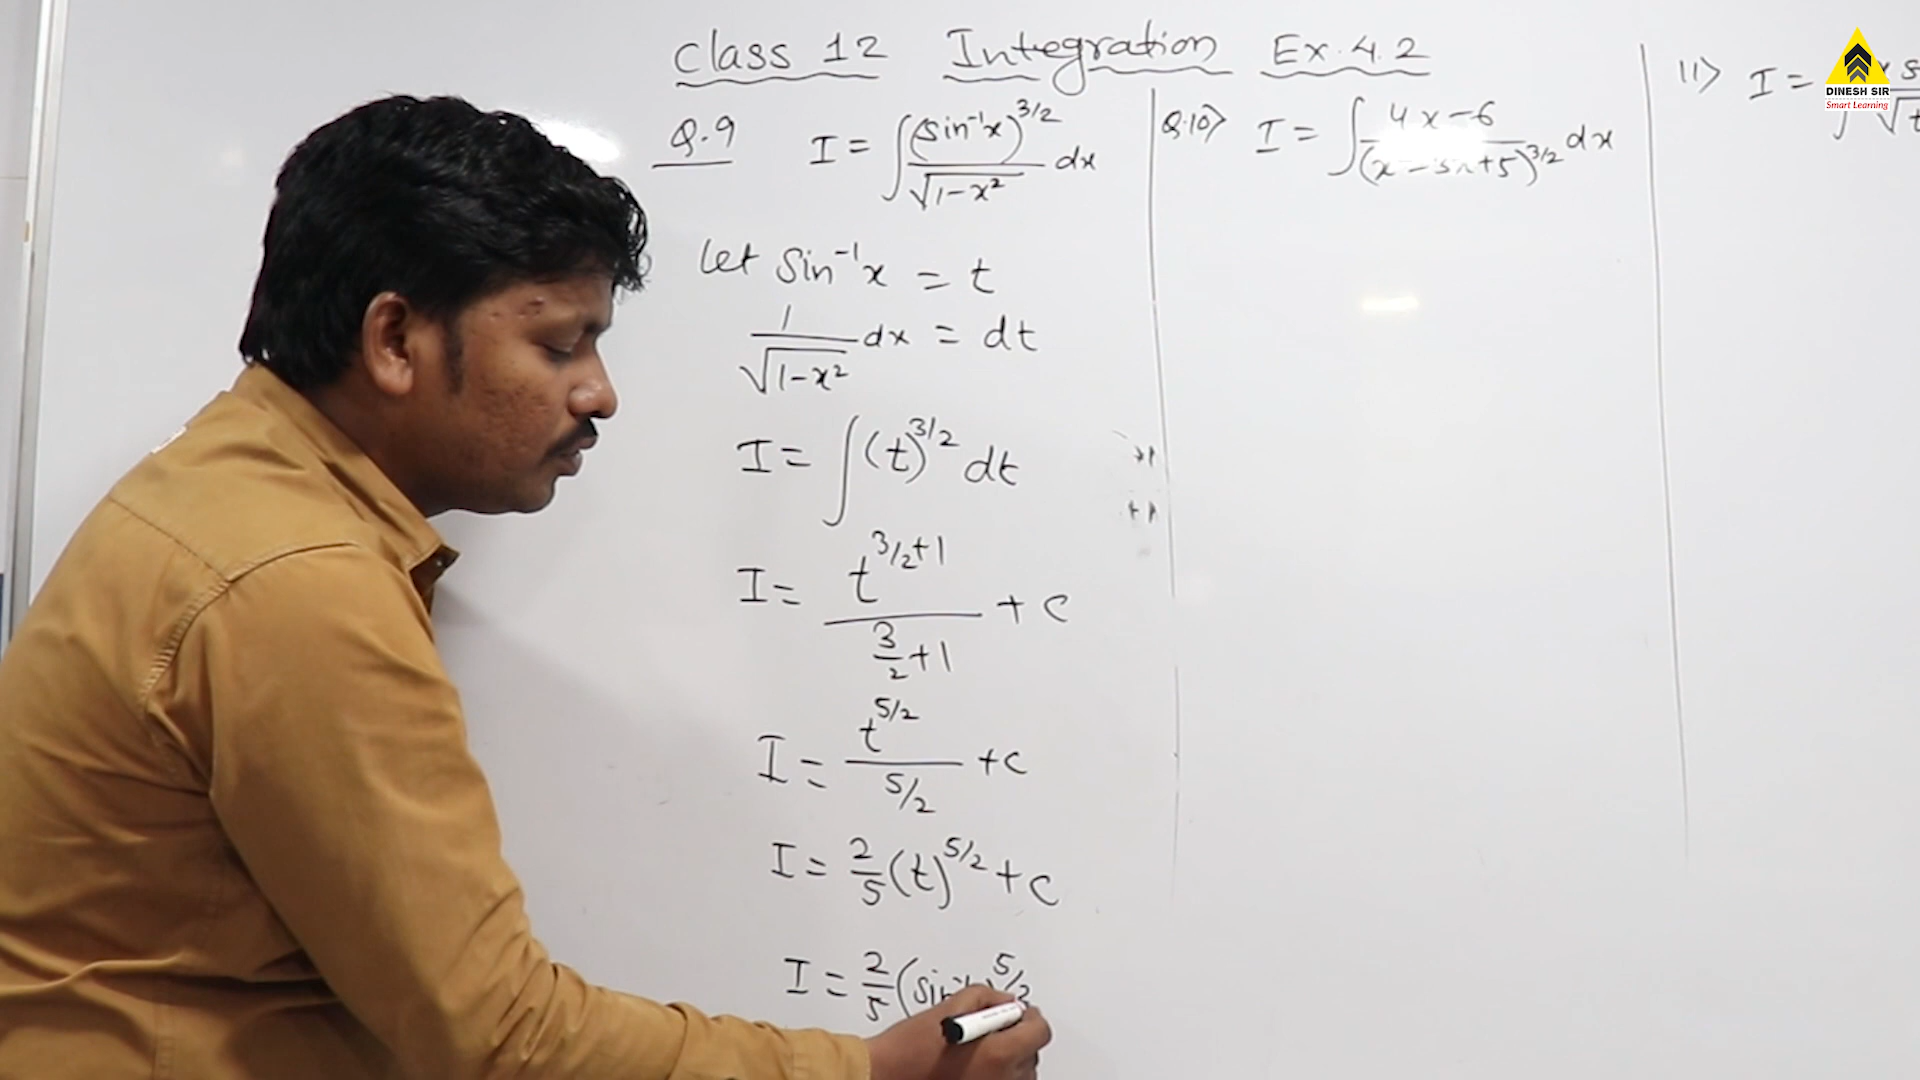 Class 12 Integration Ex. 4.2
Q.9 I = ∫ (sin⁻¹x)^3/2 / √1-x² dx
let sin⁻¹x = t
1 / √1-x² dx = dt
I = ∫ (t)^3/2 dt
I = t^3/2+1 / 3/2+1 + c
I = t^5/2 / 5/2 + c
I = 2/5 (t)^5/2 + c
I = 2/5 (sin
5/2
Q.10) I = ∫ 4x-6 / (x - 3x+5)^3/2 dx
11) I =
DINESH SIR
Smart Learning